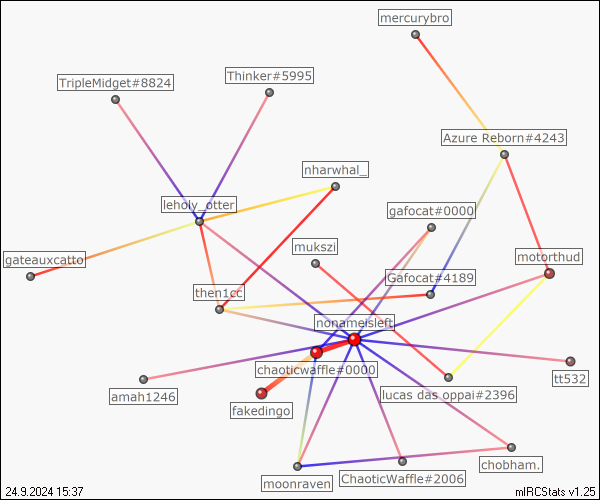 mercurybro
Thinker#5995
TripleMidget#8824
Azure Reborn#4243
nharwhal_
leholy_otter
gafocat#0000
mukszi
gateauxcatto
motorthud
Gafocat#4189
then1ct
nonameisleft
chaoticwaffle#0000
tt532
amah1246
lucas das oppai#2396
fakedingo
chobham.
ChaoticWaffle#2006
moonraven
24.9.2024 15:37
mIRCStats v1.25